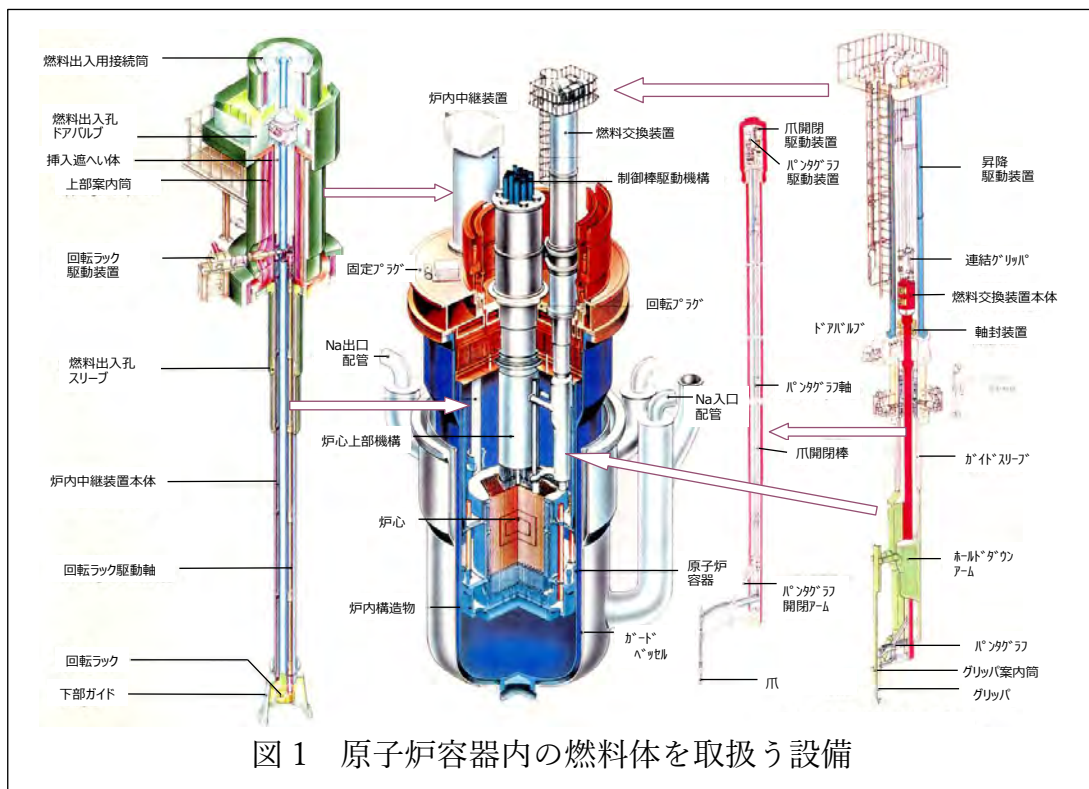 燃料出入用接続筒
燃料出入孔
ドアバルブ
挿入遮へい体
上部案内筒
回転ラック
駆動装置
燃料出入孔
スリーブ
炉内中継装置本体
回転ラック駆動軸
回転ラック
下部ガイド
炉内中継装置
燃料交換装置
制御棒駆動機構
固定プラグ
回転プラグ
Na出口
配管
Na入口
配管
炉心上部機構
炉心
原子炉
容器
炉内構造物
ガードベッセル
爪開閉
駆動装置
パンタグラフ
駆動装置
パンタグラフ軸
爪開閉棒
パンタグラフ
開閉アーム
爪
昇降
駆動装置
連結グリッパ
燃料交換装置本体
ドアバルブ
軸封装置
ガイドスリーブ
ホールドダウン
アーム
パンタグラフ
グリッパ案内筒
グリッパ
図1　原子炉容器内の燃料体を取扱う設備